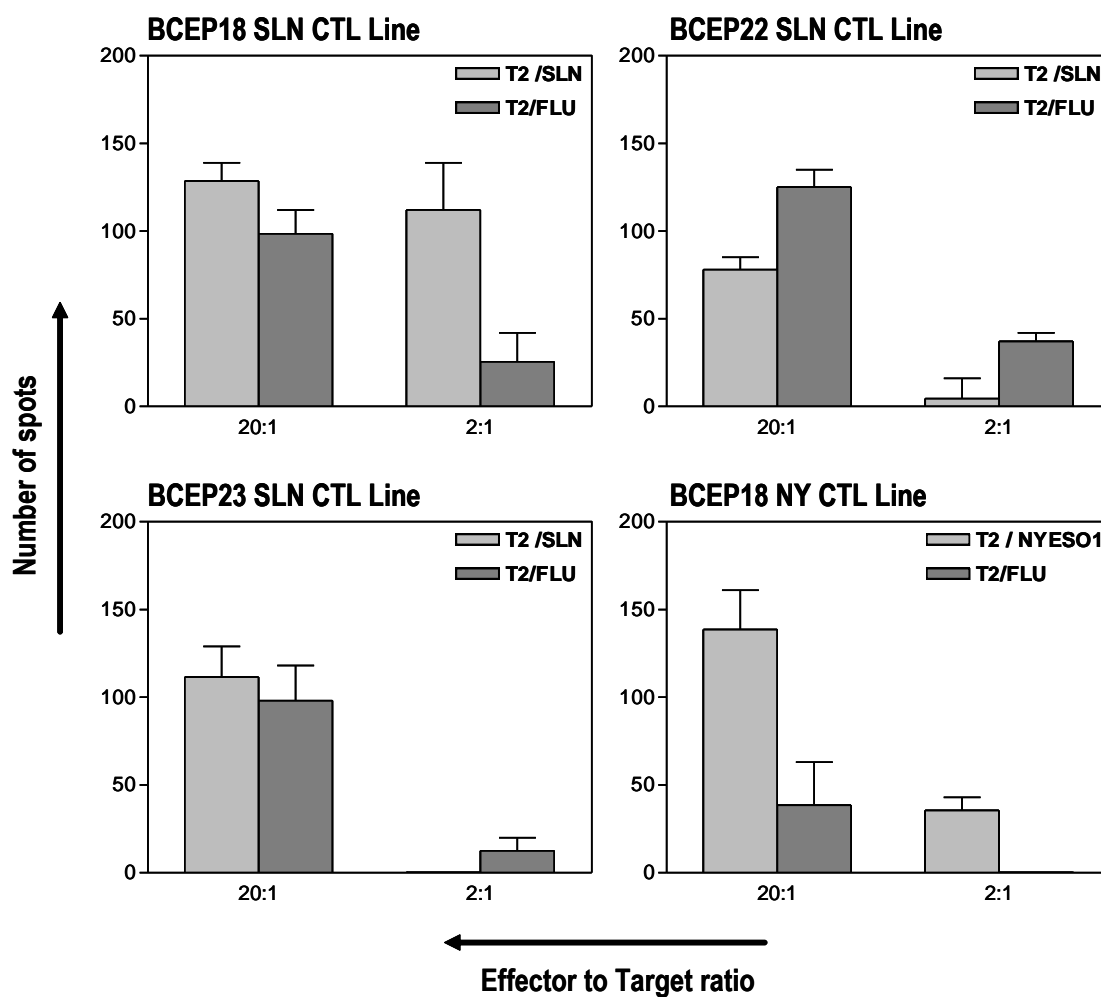 BCEP18 SLN CTL Line
200
150
100
50
0
T2 /SLN
T2/FLU
20:1
2:1
BCEP22 SLN CTL Line
200
150
100
50
0
T2 /SLN
T2/FLU
20:1
2:1
BCEP23 SLN CTL Line
200
150
100
50
0
T2 /SLN
T2/FLU
20:1
2:1
BCEP18 NY CTL Line
200
150
100
50
0
T2 / NYESO1
T2/FLU
20:1
2:1
Number of spots
Effector to Target ratio